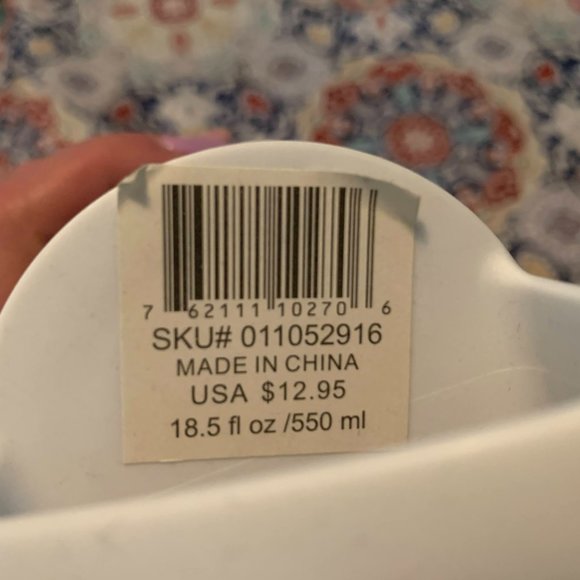 7 62111 10270 6
SKU# 011052916
MADE IN CHINA
USA $12.95
18.5 fl oz /550 ml